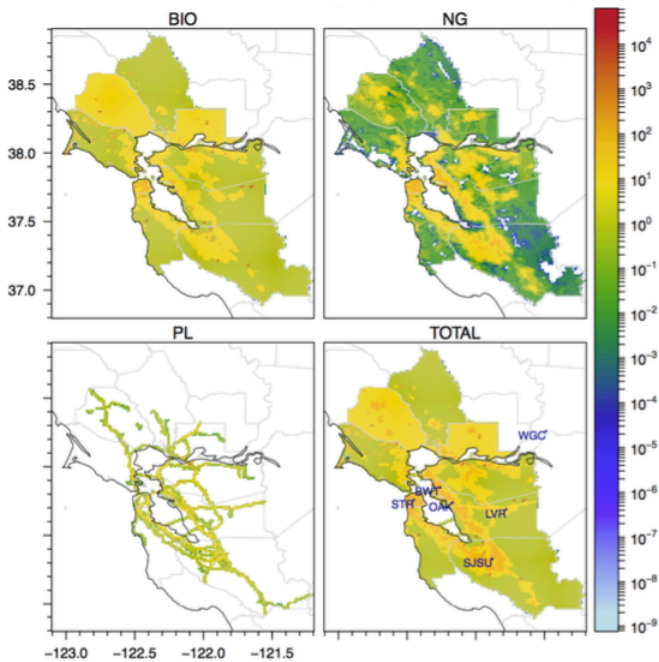 BIO
NG
38.5
38.0
37.5
37.0
PL
TOTAL
WGC
BWT
STR
OAK
LVR
SJSU
-123.0 -122.5 -122.0 -121.5
10⁴
10³
10²
10¹
10⁰
10⁻¹
10⁻²
10⁻³
10⁻⁴
10⁻⁵
10⁻⁶
10⁻⁷
10⁻⁸
10⁻⁹